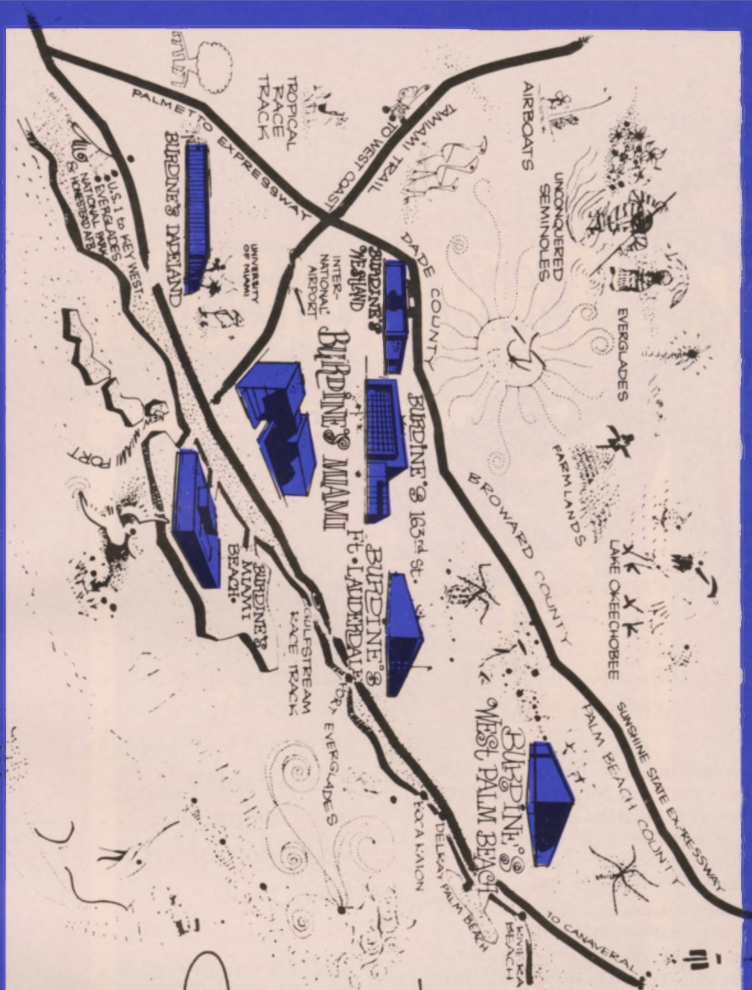 PALMETTO EXPRESSWAY
TROPICAL
RACE
TRACK
TO WEST COAST
TAMIAMI TRAIL
AIRBOATS
UNCONQUERED
SEMINOLES
EVERGLADES
U.S. 1 to KEY WEST
EVERGLADES
NATIONAL PARK
& HOMESTEAD AFB
BURDINE'S DADELAND
UNIVERSITY
OF MIAMI
INTER-
NATIONAL
AIRPORT
BURDINE'S
WESTLAND
DADE COUNTY
BURDINE'S MIAMI
BURDINE'S 163rd St.
FARMLANDS
BROWARD COUNTY
LAKE OKEECHOBEE
PORT
BURDINE'S
MIAMI
BEACH
BURDINE'S
Ft. LAUDERDALE
GULFSTREAM
RACE TRACK
PORT
EVERGLADES
BURDINE'S
WEST PALM BEACH
PALM BEACH COUNTY
SUNSHINE STATE EXPRESSWAY
BOCA RATON
DELRAY
PALM BEACH
RIVIERA
BEACH
TO CANAVERAL